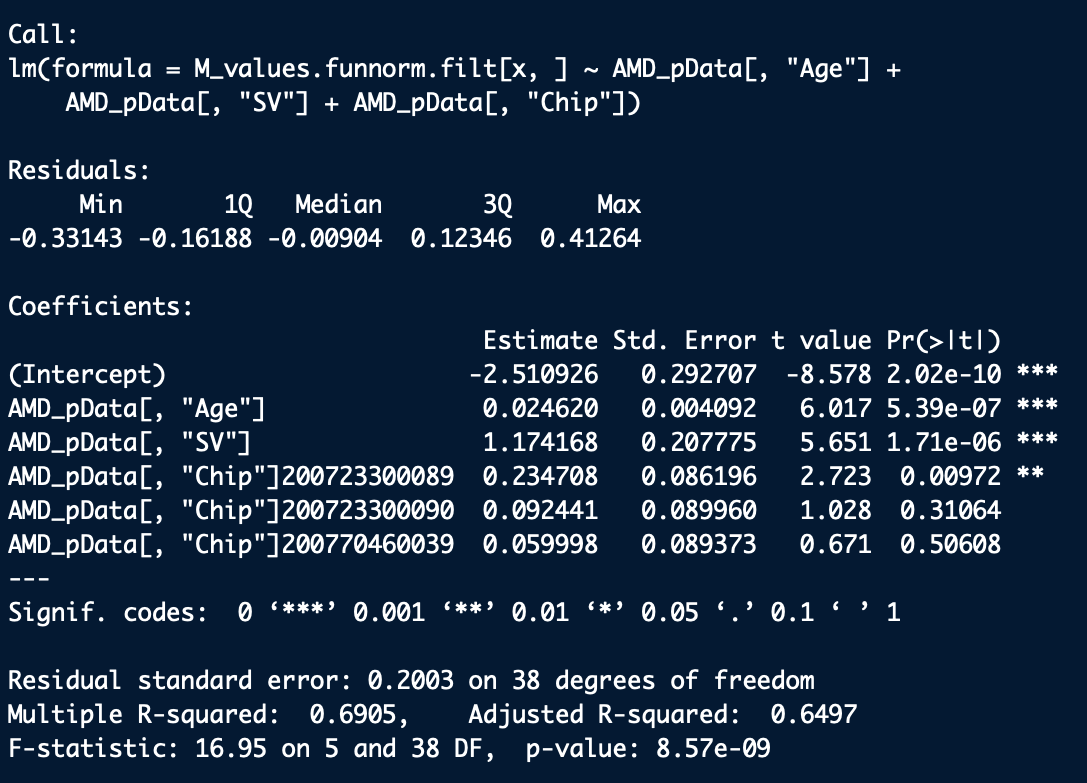 Call:
lm(formula = M_values.funnorm.filt[x, ] ~ AMD_pData[, "Age"] +
    AMD_pData[, "SV"] + AMD_pData[, "Chip"])

Residuals:
     Min       1Q   Median       3Q      Max
-0.33143 -0.16188 -0.00904  0.12346  0.41264

Coefficients:
                                 Estimate Std. Error t value Pr(>|t|)
(Intercept)                     -2.510926   0.292707  -8.578 2.02e-10 ***
AMD_pData[, "Age"]               0.024620   0.004092   6.017 5.39e-07 ***
AMD_pData[, "SV"]                1.174168   0.207775   5.651 1.71e-06 ***
AMD_pData[, "Chip"]200723300089  0.234708   0.086196   2.723  0.00972 **
AMD_pData[, "Chip"]200723300090  0.092441   0.089960   1.028  0.31064
AMD_pData[, "Chip"]200770460039  0.059998   0.089373   0.671  0.50608
---
Signif. codes:  0 ‘***’ 0.001 ‘**’ 0.01 ‘*’ 0.05 ‘.’ 0.1 ‘ ’ 1

Residual standard error: 0.2003 on 38 degrees of freedom
Multiple R-squared:  0.6905,    Adjusted R-squared:  0.6497
F-statistic: 16.95 on 5 and 38 DF,  p-value: 8.57e-09